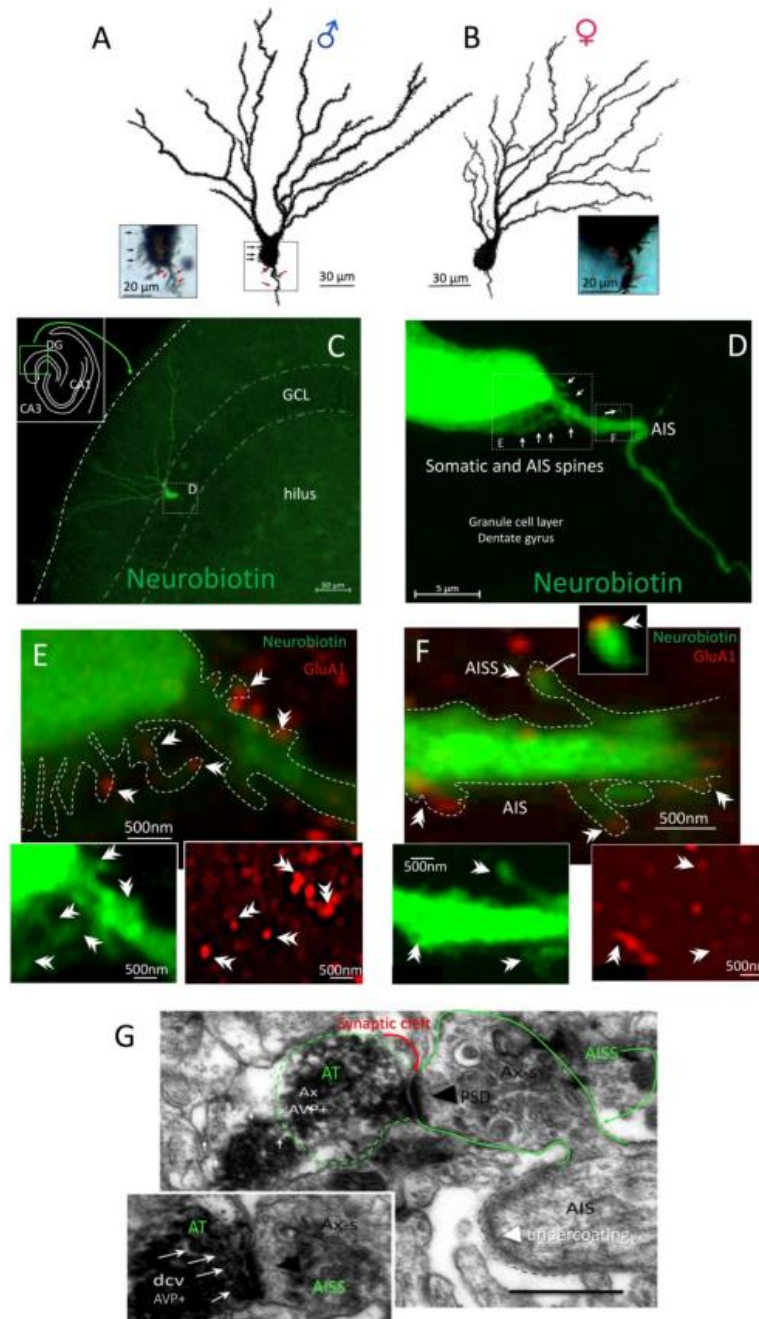 A
♂
B
♀
20 µm
30 µm
30 µm
20 µm
C
DG
CA1
CA3
GCL
D
hilus
Neurobiotin
50 µm
D
E
F
AIS
Somatic and AIS spines
Granule cell layer
Dentate gyrus
5 µm
Neurobiotin
E
Neurobiotin
GluA1
500nm
500nm
500nm
F
Neurobiotin
GluA1
AISS
AIS
500nm
500nm
500nm
G
Synaptic cleft
AT
Ax
AVP+
Ax-s
PSD
AISS
AIS
undercoating
AT
Ax-s
dcv
AVP+
AISS